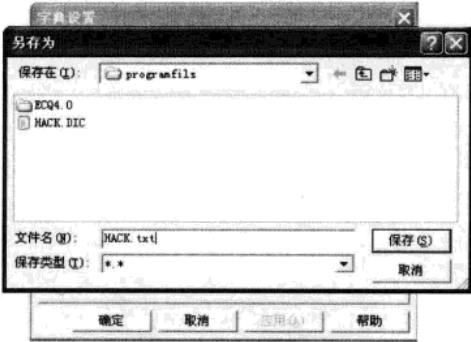 字典设置
另存为
保存在(I): programfils
ECQ4.0
HACK.DIC
文件名(N): HACK.txt 保存(S)
保存类型(T): *.* 取消
确定 取消 应用(A) 帮助